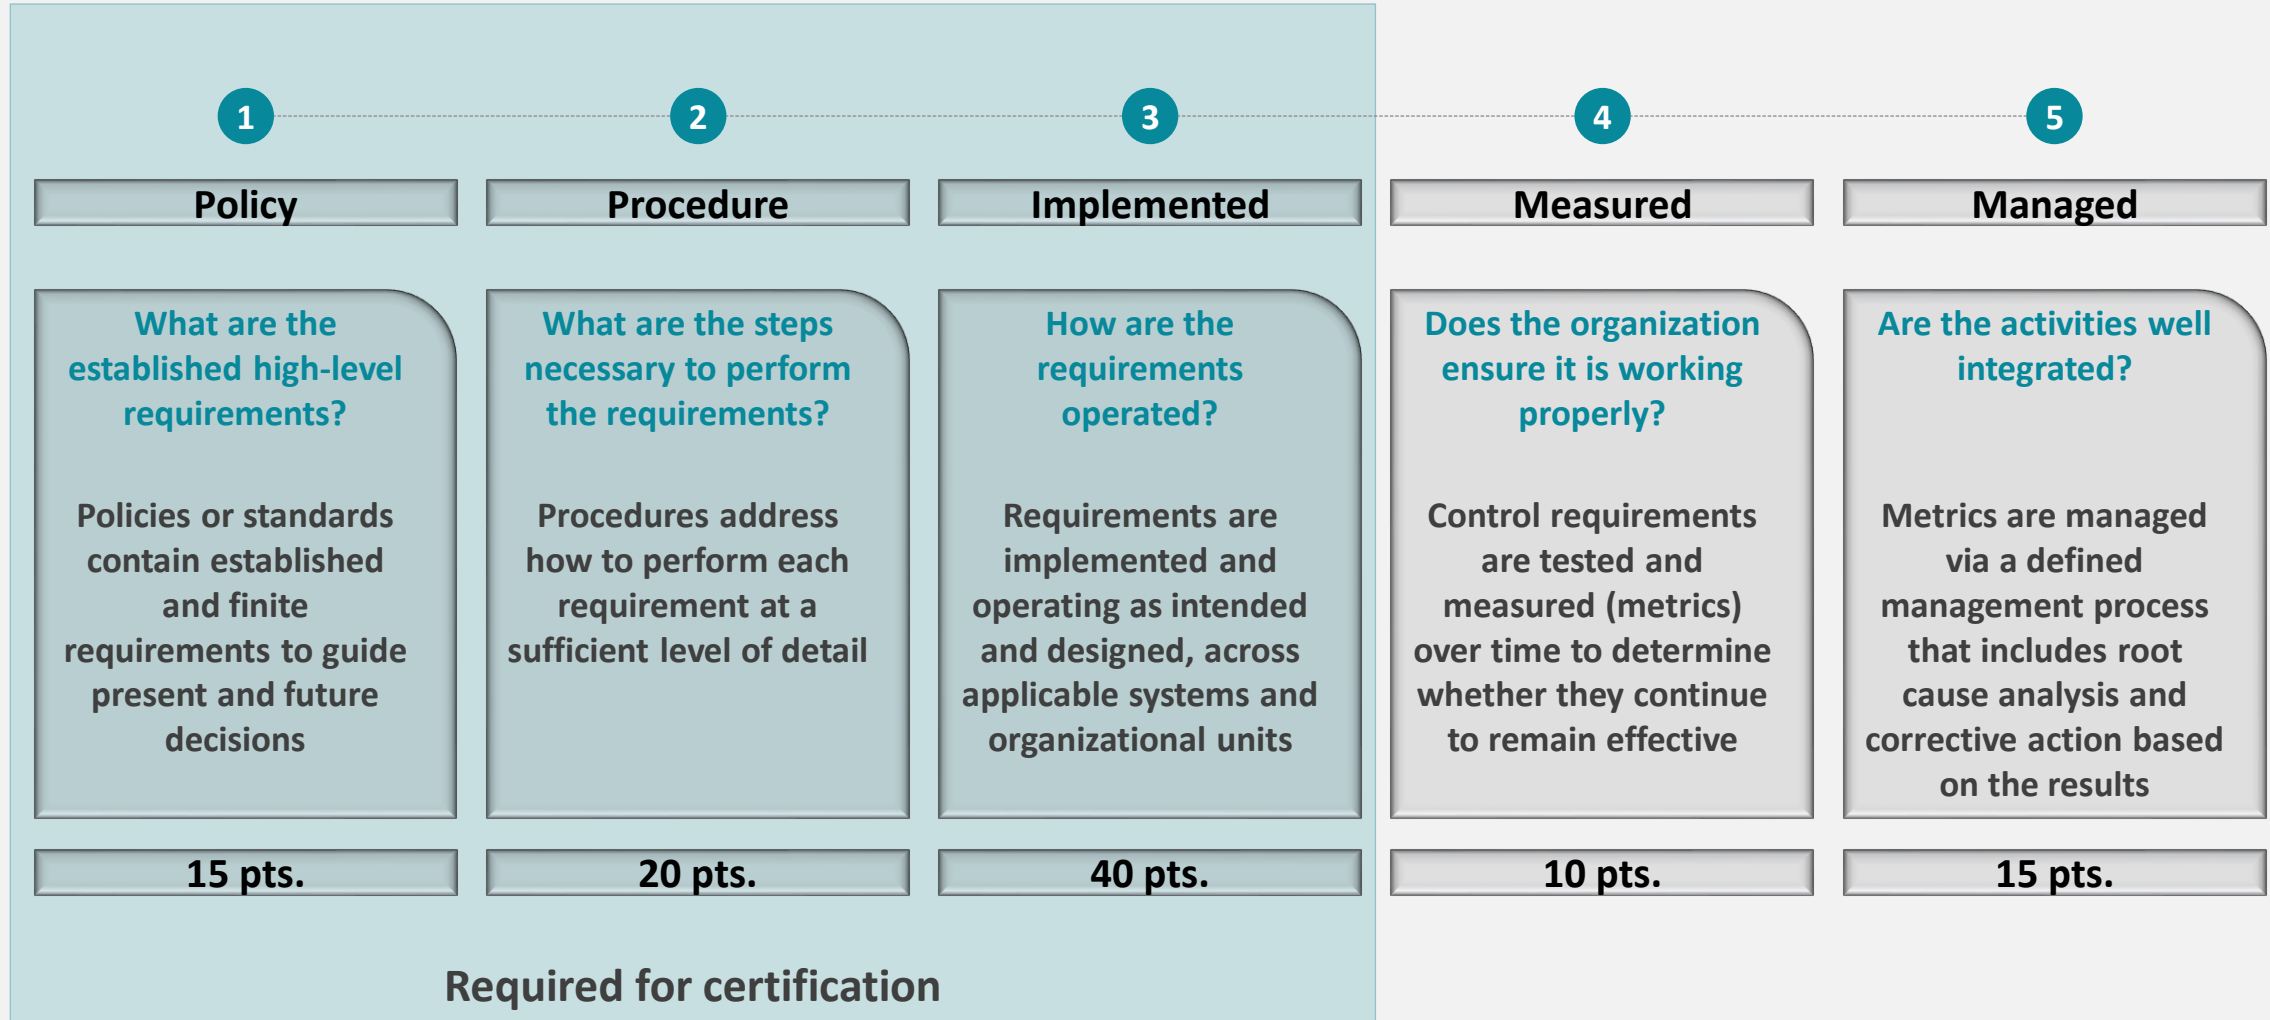 1
2
3
4
5
Policy
Procedure
Implemented
Measured
Managed
What are the
established high-level
requirements?
Policies or standards
contain established
and finite
requirements to guide
present and future
decisions
What are the steps
necessary to perform
the requirements?
Procedures address
how to perform each
requirement at a
sufficient level of detail
How are the
requirements
operated?
Requirements are
implemented and
operating as intended
and designed, across
applicable systems and
organizational units
Does the organization
ensure it is working
properly?
Control requirements
are tested and
measured (metrics)
over time to determine
whether they continue
to remain effective
Are the activities well
integrated?
Metrics are managed
via a defined
management process
that includes root
cause analysis and
corrective action based
on the results
15 pts.
20 pts.
40 pts.
10 pts.
15 pts.
Required for certification